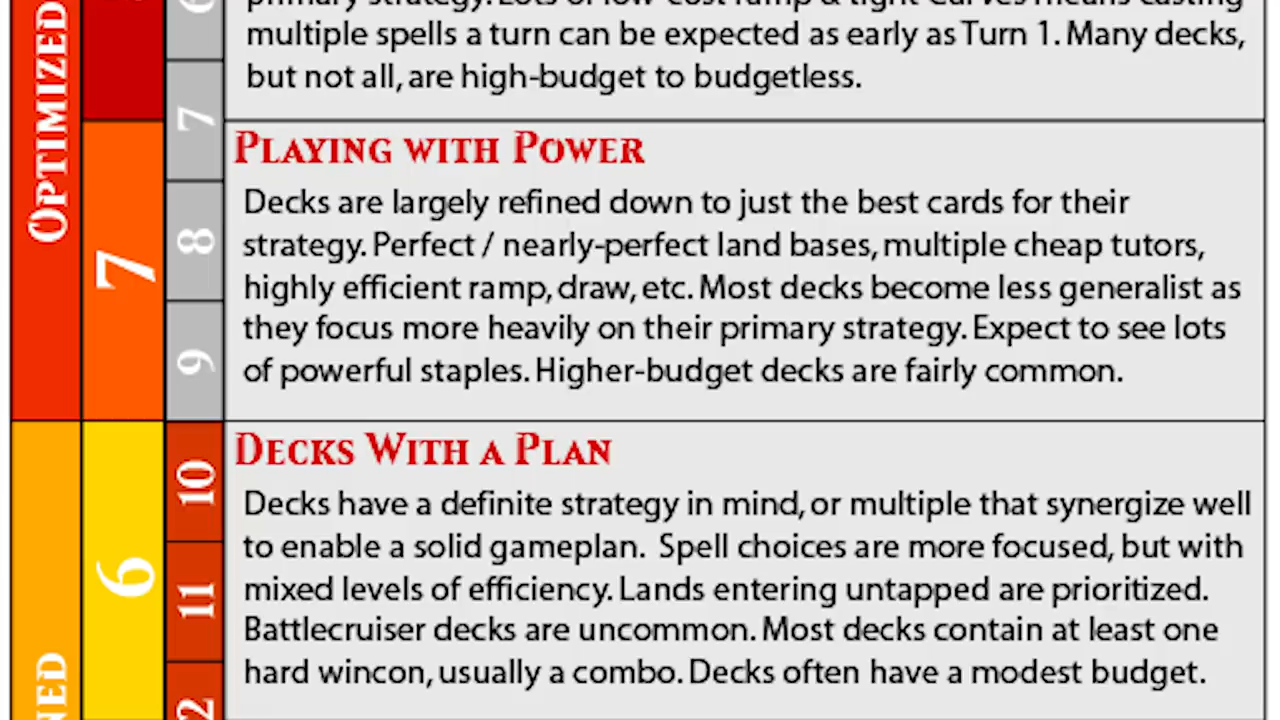 OPTIMIZED
7
multiple spells a turn can be expected as early as Turn 1. Many decks,
but not all, are high-budget to budgetless.
7
8
9
PLAYING WITH POWER
Decks are largely refined down to just the best cards for their
strategy. Perfect / nearly-perfect land bases, multiple cheap tutors,
highly efficient ramp, draw, etc. Most decks become less generalist as
they focus more heavily on their primary strategy. Expect to see lots
of powerful staples. Higher-budget decks are fairly common.
6
10
11
DECKS WITH A PLAN
Decks have a definite strategy in mind, or multiple that synergize well
to enable a solid gameplan. Spell choices are more focused, but with
mixed levels of efficiency. Lands entering untapped are prioritized.
Battlecruiser decks are uncommon. Most decks contain at least one
hard wincon, usually a combo. Decks often have a modest budget.